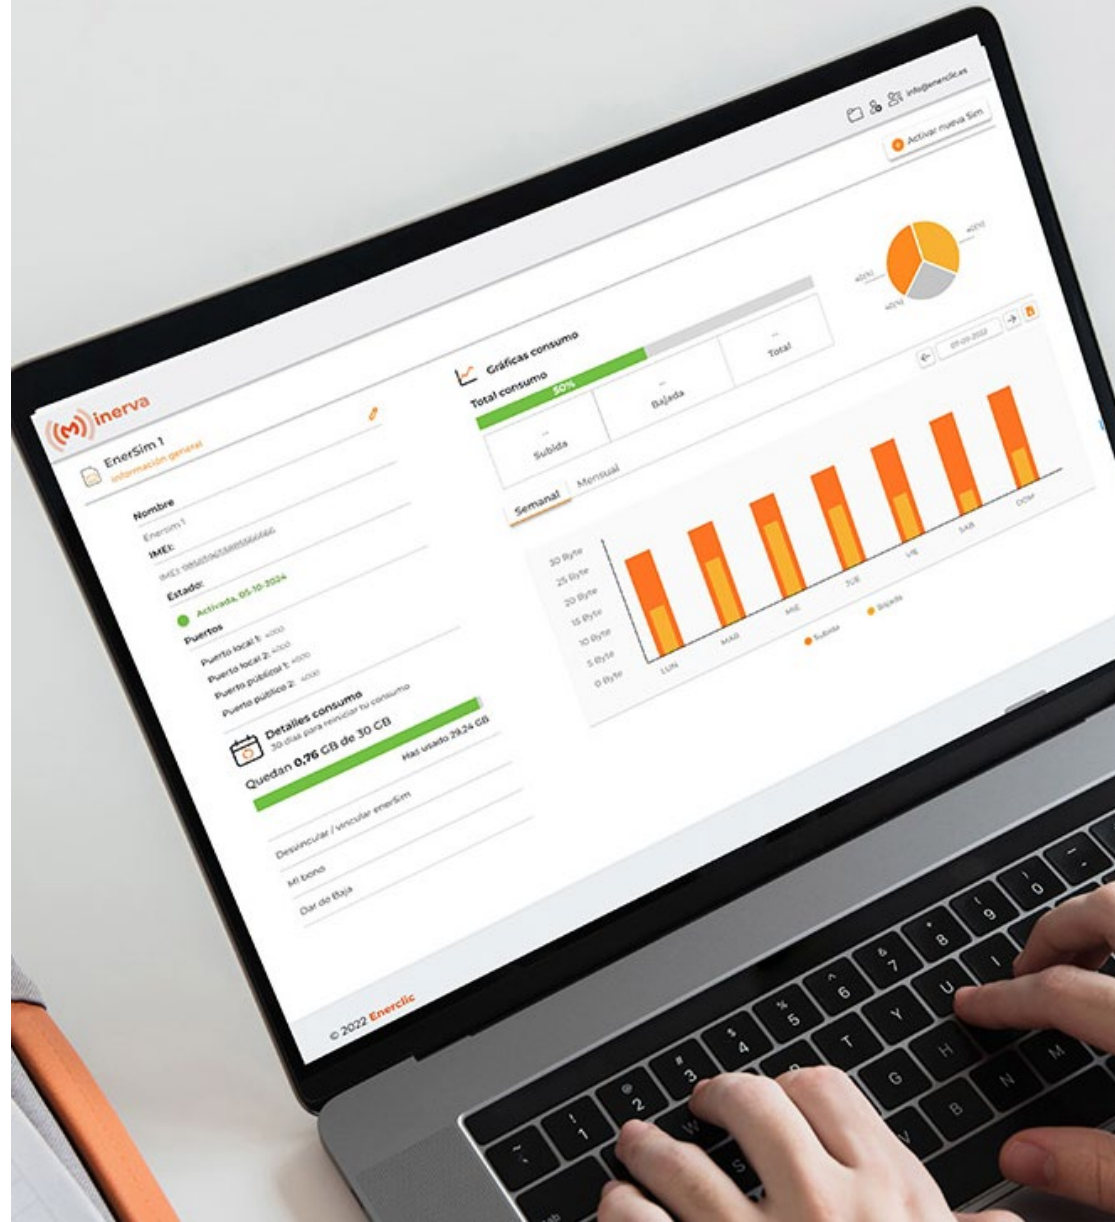 info@enerclic.es
Activar nueva Sim
(M)inerva
EnerSim 1
Información general
Nombre
Enersim 1
IMEI:
Estado:
Activada, 05-10-2024
Puertos
Puerto local 1: 4000
Puerto local 2: 4000
Puerto público 1: 4000
Puerto público 2: 4000
Detalles consumo
30 días para reiniciar tu consumo
Quedan 0,76 GB de 30 GB
Has usado 29,24 GB
Desvincular / vincular enerSim
Mi bono
Dar de Baja
Gráficas consumo
Total consumo
50%
--
Subida
--
Bajada
--
Total
07-09-2022
Semanal Mensual
30 Byte
25 Byte
20 Byte
15 Byte
10 Byte
5 Byte
0 Byte
LUN MAR MIE JUE VIE SAB DOM
Subida Bajada
© 2022 Enerclic